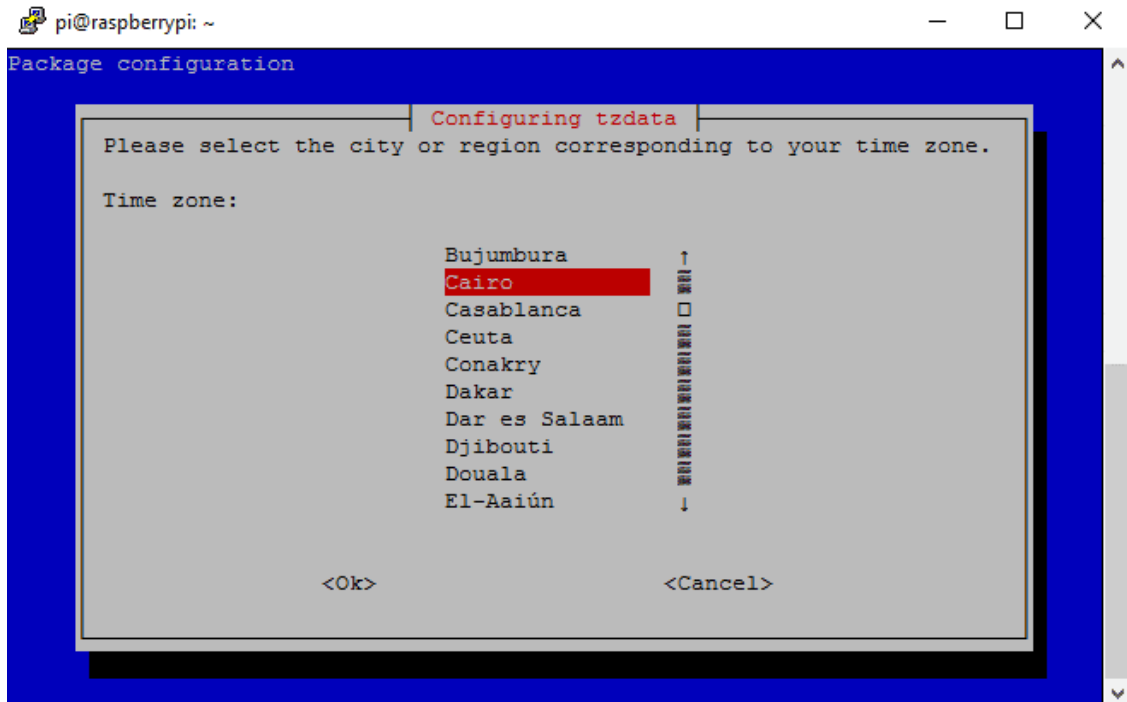 pi@raspberrypi: ~
Package configuration
Configuring tzdata
Please select the city or region corresponding to your time zone.
Time zone:
Bujumbura
Cairo
Casablanca
Ceuta
Conakry
Dakar
Dar es Salaam
Djibouti
Douala
El-Aaiún
<Ok> <Cancel>